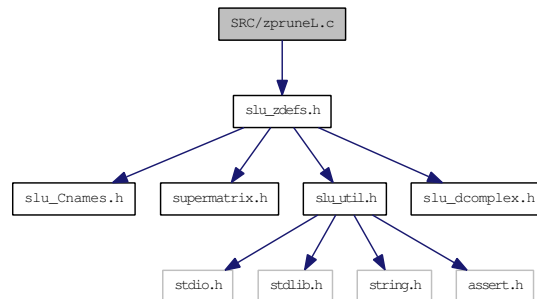 SRC/zpruneL.c
slu_zdefs.h
slu_Cnames.h
supermatrix.h
slu_util.h
slu_dcomplex.h
stdio.h
stdlib.h
string.h
assert.h